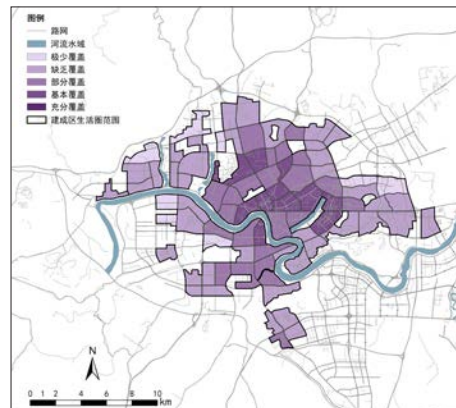 图例
路网
河流水域
极少覆盖
缺乏覆盖
部分覆盖
基本覆盖
充分覆盖
建成区生活圈范围
N
0 1 2 4 6 8 10
km